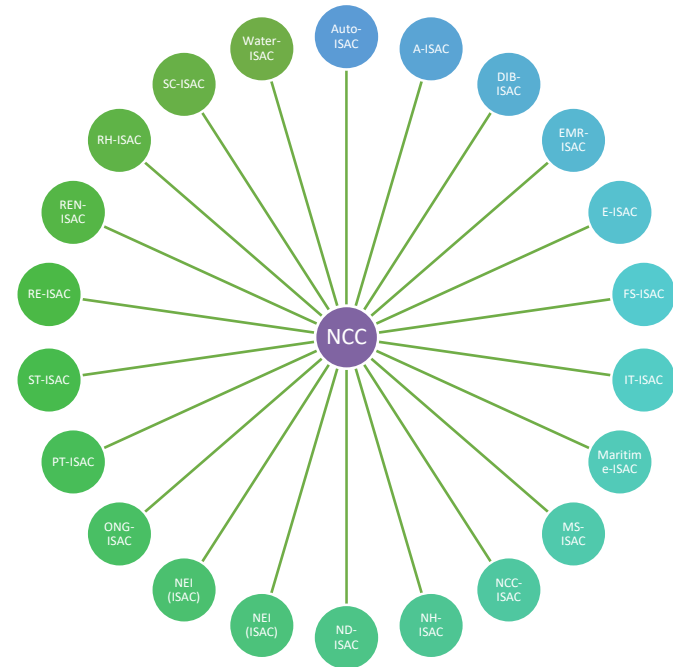 Auto-
ISAC
A-ISAC
DIB-
ISAC
EMR-
ISAC
E-ISAC
FS-ISAC
IT-ISAC
Maritim
e-ISAC
MS-
ISAC
NCC-
ISAC
NH-
ISAC
ND-
ISAC
NEI
(ISAC)
NEI
(ISAC)
ONG-
ISAC
PT-ISAC
ST-ISAC
RE-ISAC
REN-
ISAC
RH-ISAC
SC-ISAC
Water-
ISAC
NCC